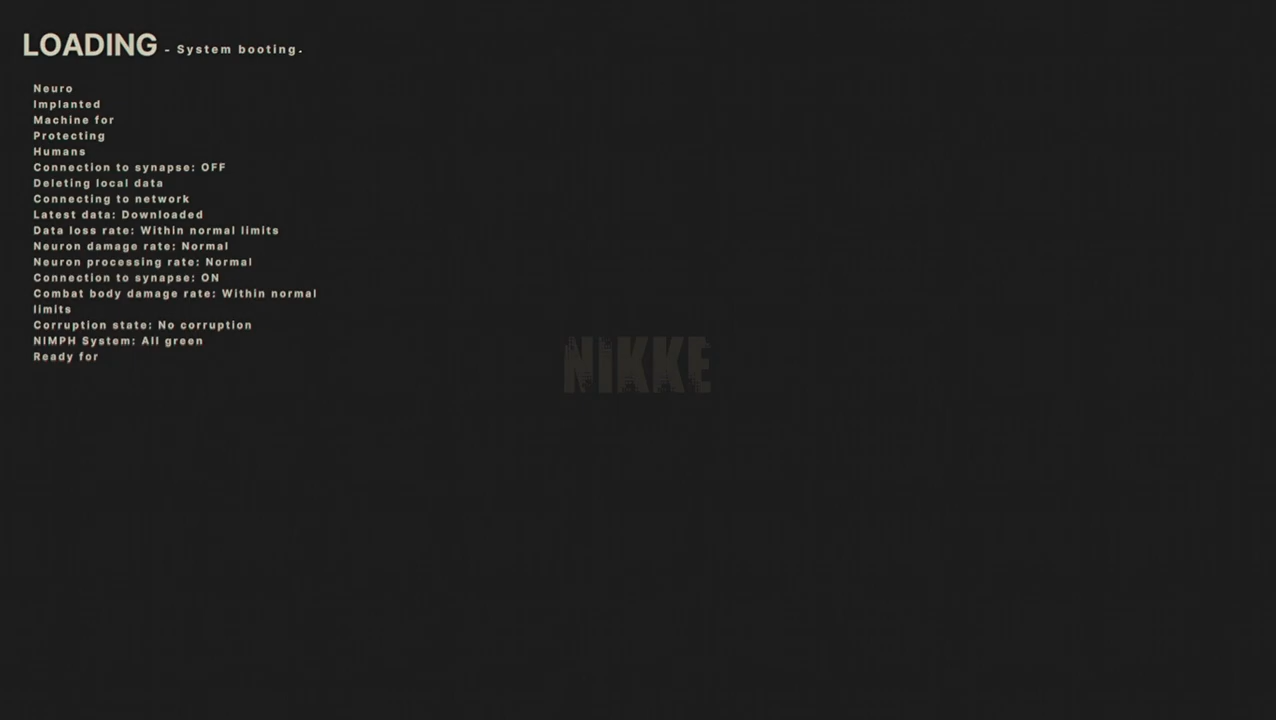 LOADING - System booting.
Neuro
Implanted
Machine for
Protecting
Humans
Connection to synapse: OFF
Deleting local data
Connecting to network
Latest data: Downloaded
Data loss rate: Within normal limits
Neuron damage rate: Normal
Neuron processing rate: Normal
Connection to synapse: ON
Combat body damage rate: Within normal
limits
Corruption state: No corruption
NIMPH System: All green
Ready for
NIKKE